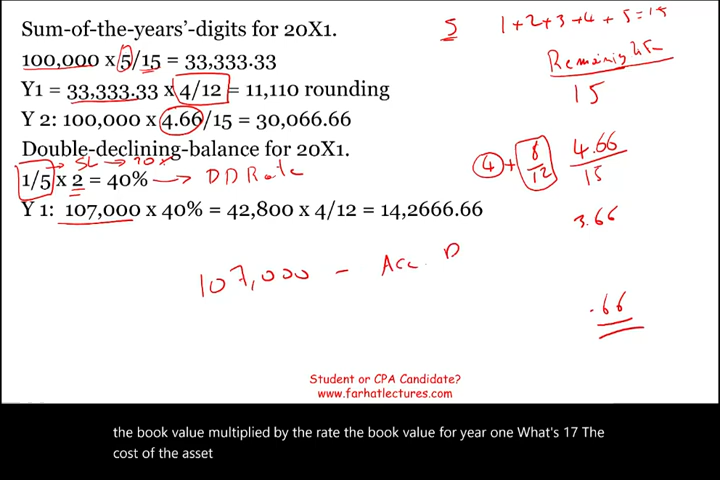 Sum-of-the-years'-digits for 20X1.
5 1+2+3+4+5=15
100,000 x 5/15 = 33,333.33
Remaining life
15
Y1 = 33,333.33 x 4/12 = 11,110 rounding
Y 2: 100,000 x 4.66/15 = 30,066.66
4 + 8/12 4.66/15
Double-declining-balance for 20X1.
SL → 20%
1/5 x 2 = 40% → DD Rate
Y 1: 107,000 x 40% = 42,800 x 4/12 = 14,2666.66
3.66
107,000 - Acc. D
.66
Student or CPA Candidate?
www.farhatlectures.com
the book value multiplied by the rate the book value for year one What's 17 The
cost of the asset